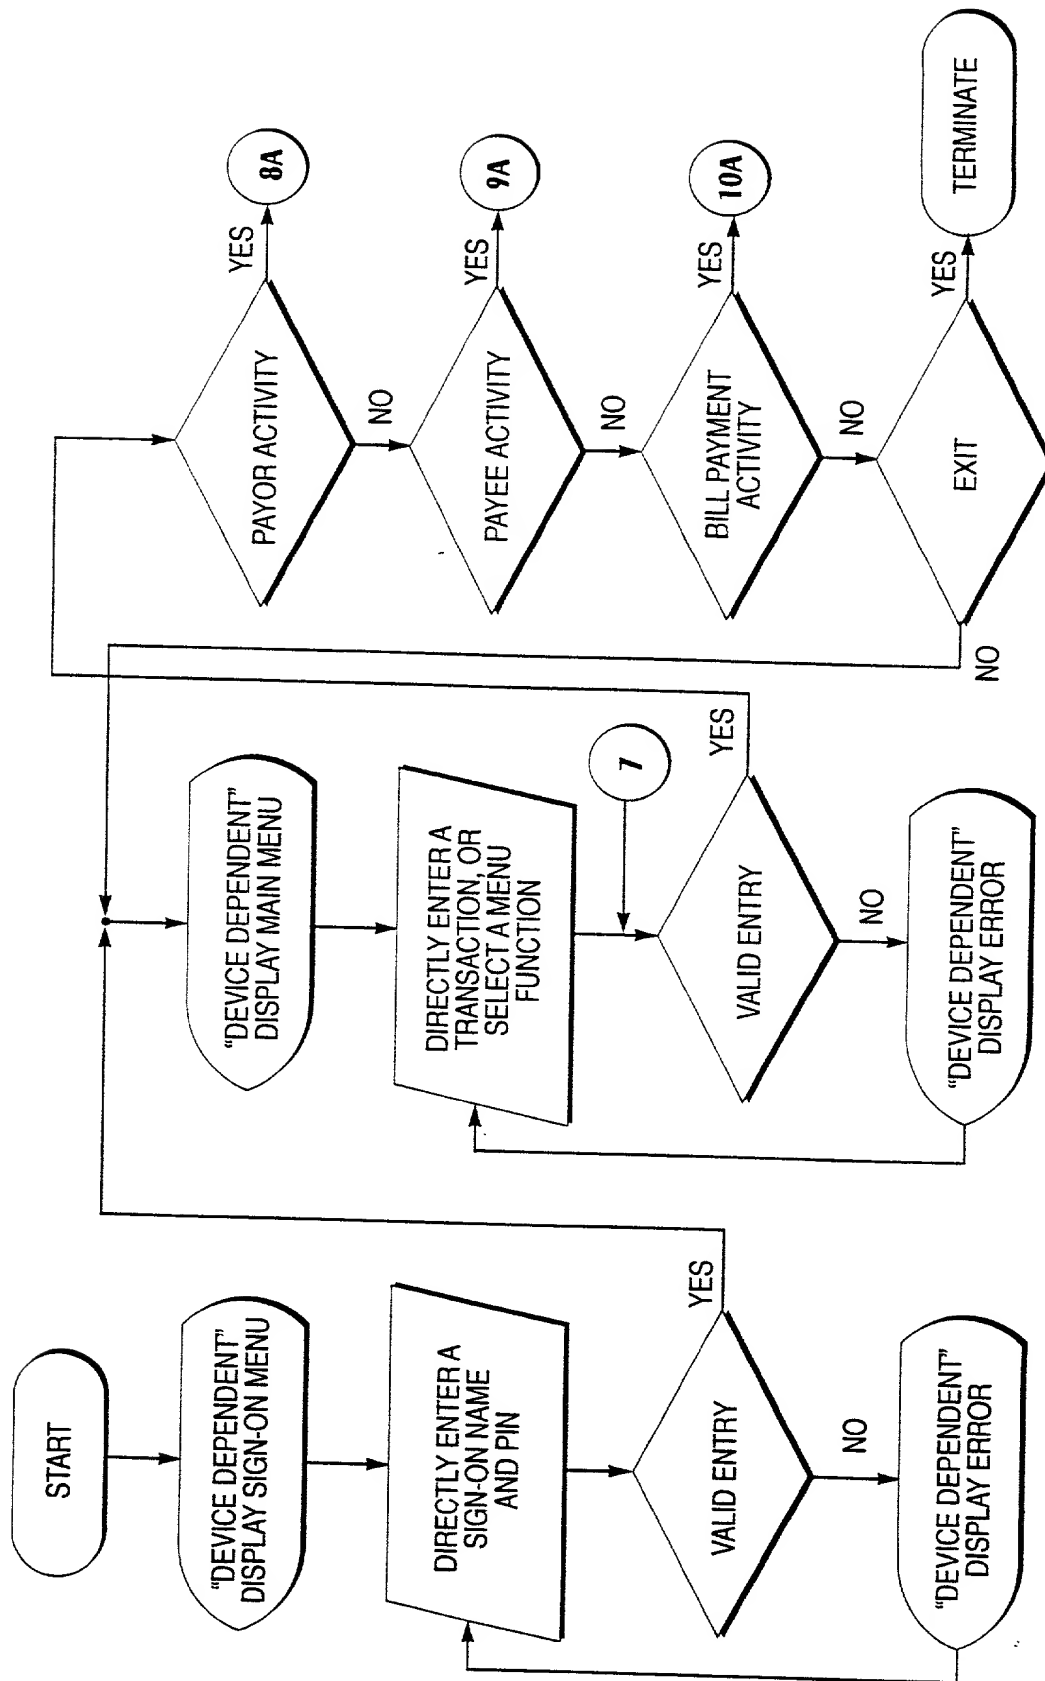 START
"DEVICE DEPENDENT"
DISPLAY SIGN-ON MENU
DIRECTLY ENTER A
SIGN-ON NAME
AND PIN
VALID ENTRY
YES
NO
"DEVICE DEPENDENT"
DISPLAY ERROR
"DEVICE DEPENDENT"
DISPLAY MAIN MENU
DIRECTLY ENTER A
TRANSACTION, OR
SELECT A MENU
FUNCTION
7
VALID ENTRY
YES
NO
"DEVICE DEPENDENT"
DISPLAY ERROR
PAYOR ACTIVITY
YES
8A
NO
PAYEE ACTIVITY
YES
9A
NO
BILL PAYMENT
ACTIVITY
YES
10A
NO
EXIT
YES
TERMINATE
NO